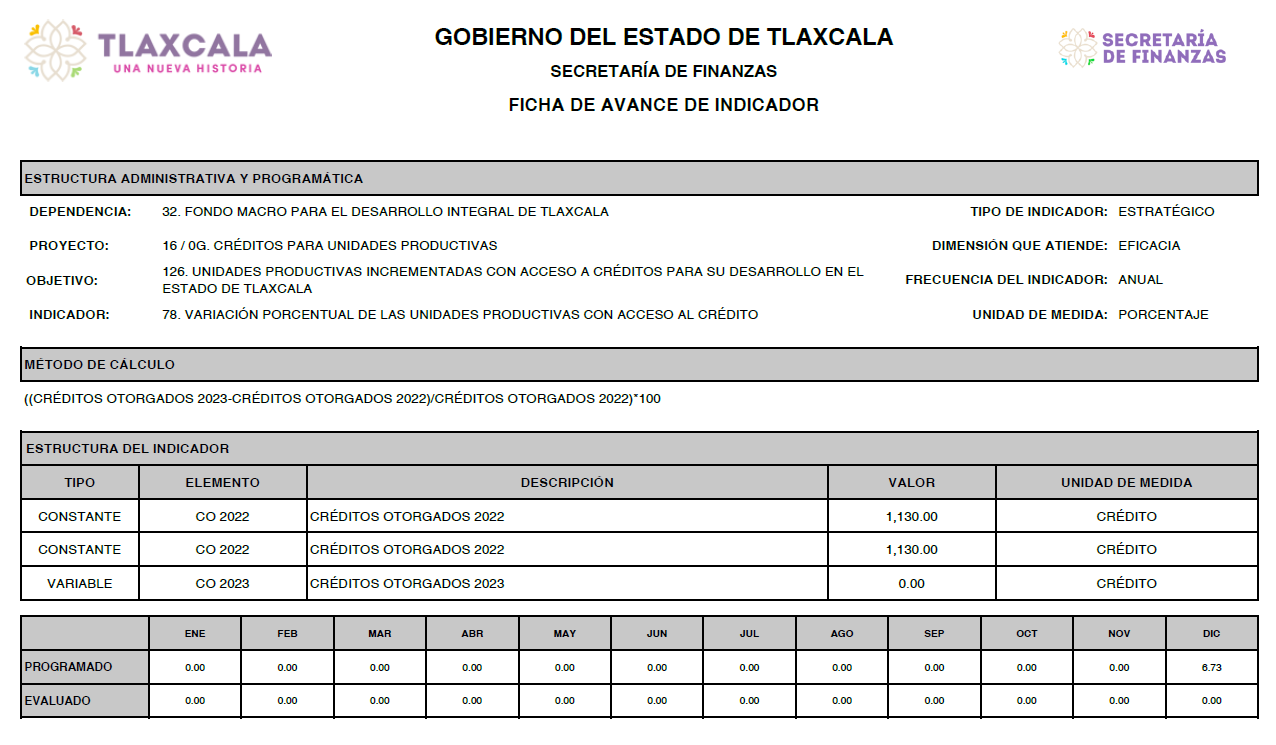 TLAXCALA
UNA NUEVA HISTORIA
GOBIERNO DEL ESTADO DE TLAXCALA
SECRETARÍA DE FINANZAS
FICHA DE AVANCE DE INDICADOR
SECRETARÍA
DE FINANZAS
ESTRUCTURA ADMINISTRATIVA Y PROGRAMÁTICA
DEPENDENCIA: 32. FONDO MACRO PARA EL DESARROLLO INTEGRAL DE TLAXCALA TIPO DE INDICADOR: ESTRATÉGICO
PROYECTO: 16 / 0G. CRÉDITOS PARA UNIDADES PRODUCTIVAS DIMENSIÓN QUE ATIENDE: EFICACIA
OBJETIVO: 126. UNIDADES PRODUCTIVAS INCREMENTADAS CON ACCESO A CRÉDITOS PARA SU DESARROLLO EN EL
ESTADO DE TLAXCALA
FRECUENCIA DEL INDICADOR: ANUAL
INDICADOR: 78. VARIACIÓN PORCENTUAL DE LAS UNIDADES PRODUCTIVAS CON ACCESO AL CRÉDITO UNIDAD DE MEDIDA: PORCENTAJE
MÉTODO DE CÁLCULO
((CRÉDITOS OTORGADOS 2023-CRÉDITOS OTORGADOS 2022)/CRÉDITOS OTORGADOS 2022)*100
ESTRUCTURA DEL INDICADOR
TIPO ELEMENTO DESCRIPCIÓN VALOR UNIDAD DE MEDIDA
CONSTANTE CO 2022 CRÉDITOS OTORGADOS 2022 1,130.00 CRÉDITO
CONSTANTE CO 2022 CRÉDITOS OTORGADOS 2022 1,130.00 CRÉDITO
VARIABLE CO 2023 CRÉDITOS OTORGADOS 2023 0.00 CRÉDITO
ENE FEB MAR ABR MAY JUN JUL AGO SEP OCT NOV DIC
PROGRAMADO 0.00 0.00 0.00 0.00 0.00 0.00 0.00 0.00 0.00 0.00 0.00 6.73
EVALUADO 0.00 0.00 0.00 0.00 0.00 0.00 0.00 0.00 0.00 0.00 0.00 0.00